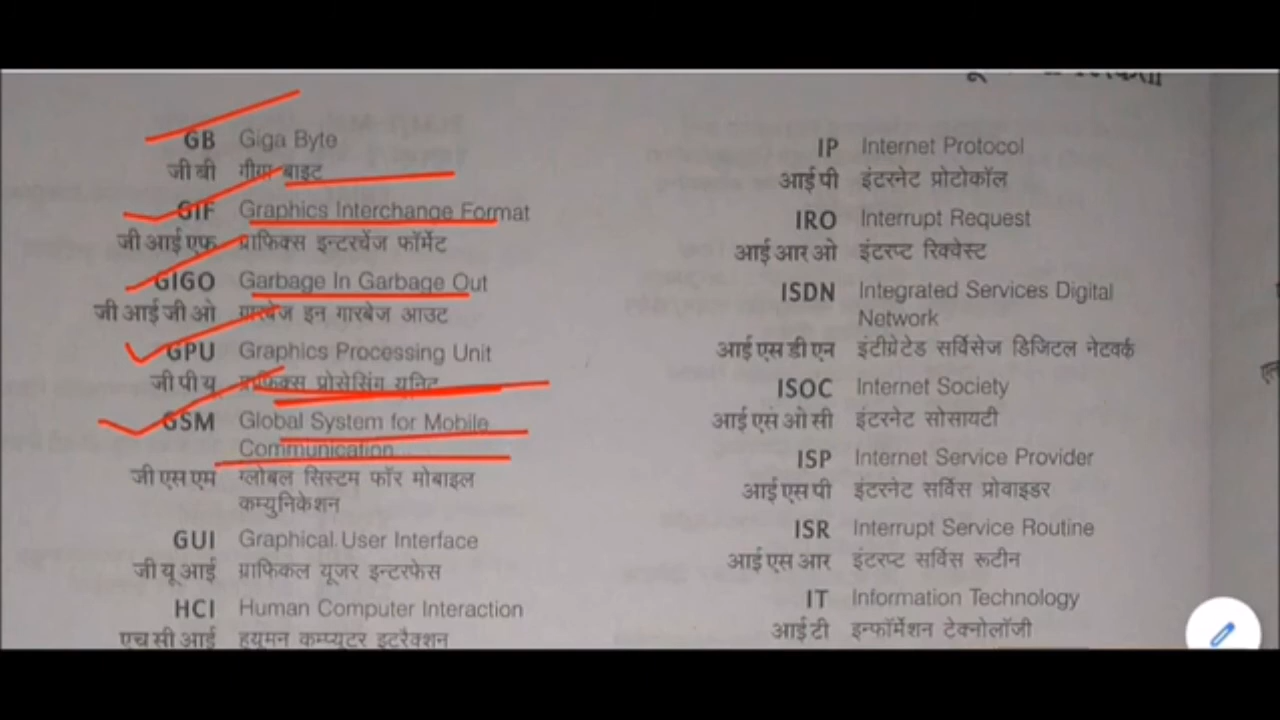 GB Giga Byte
जी बी गीगा बाइट
GIF Graphics Interchange Format
जी आई एफ ग्राफिक्स इन्टरचेंज फॉर्मेट
GIGO Garbage In Garbage Out
जी आई जी ओ गारबेज इन गारबेज आउट
GPU Graphics Processing Unit
जी पी यू ग्राफिक्स प्रोसेसिंग यूनिट
GSM Global System for Mobile
Communication
जी एस एम ग्लोबल सिस्टम फॉर मोबाइल
कम्युनिकेशन
GUI Graphical User Interface
जी यू आई ग्राफिकल यूजर इन्टरफेस
HCI Human Computer Interaction
एच सी आई ह्यूमन कम्प्यूटर इंटरैक्शन
IP Internet Protocol
आई पी इंटरनेट प्रोटोकॉल
IRO Interrupt Request
आई आर ओ इंटरप्ट रिक्वेस्ट
ISDN Integrated Services Digital
Network
आई एस डी एन इंटीग्रेटेड सर्विसेज डिजिटल नेटवर्क
ISOC Internet Society
आई एस ओ सी इंटरनेट सोसायटी
ISP Internet Service Provider
आई एस पी इंटरनेट सर्विस प्रोवाइडर
ISR Interrupt Service Routine
आई एस आर इंटरप्ट सर्विस रूटीन
IT Information Technology
आई टी इन्फॉर्मेशन टेक्नोलॉजी